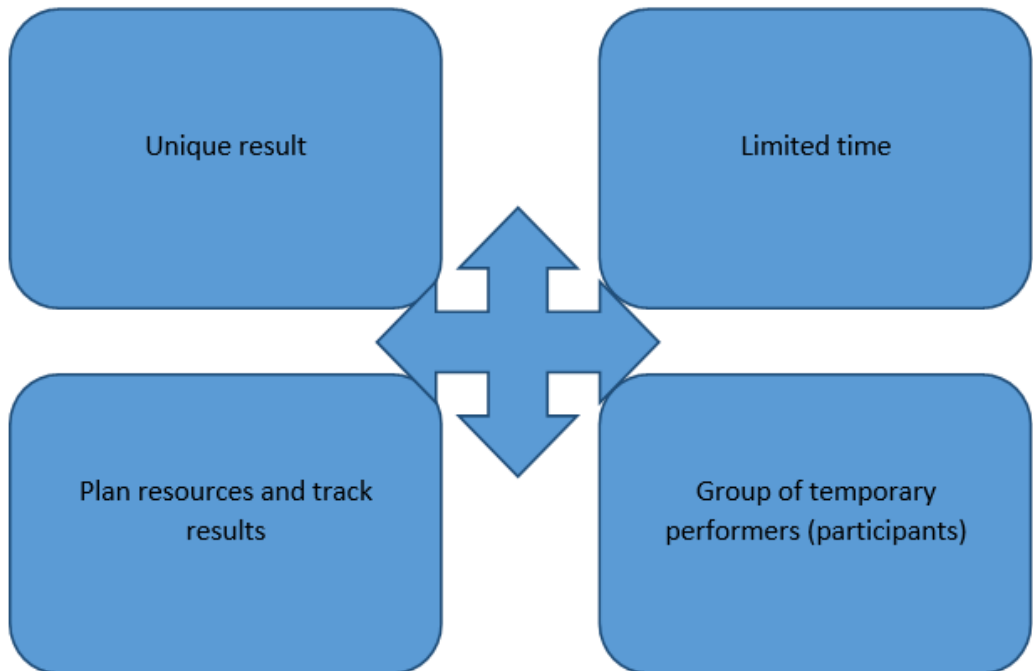 Unique result
Limited time
Plan resources and track
results
Group of temporary
performers (participants)